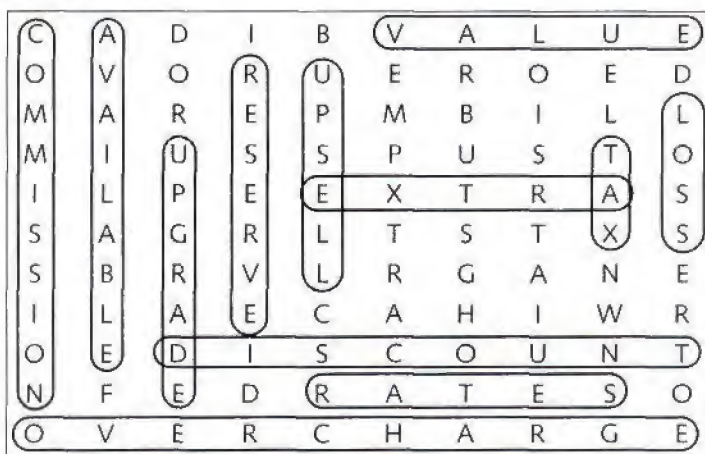 C A D I B V A L U E
O V O R U E R O E D
M A R E P M B I L L
M I U S S P U S T O
I L P E E X T R A S
S A G R L T S T X S
S B R V L R G A N E
I L A E C A H I W R
O E D I S C O U N T
N F E D R A T E S O
O V E R C H A R G E